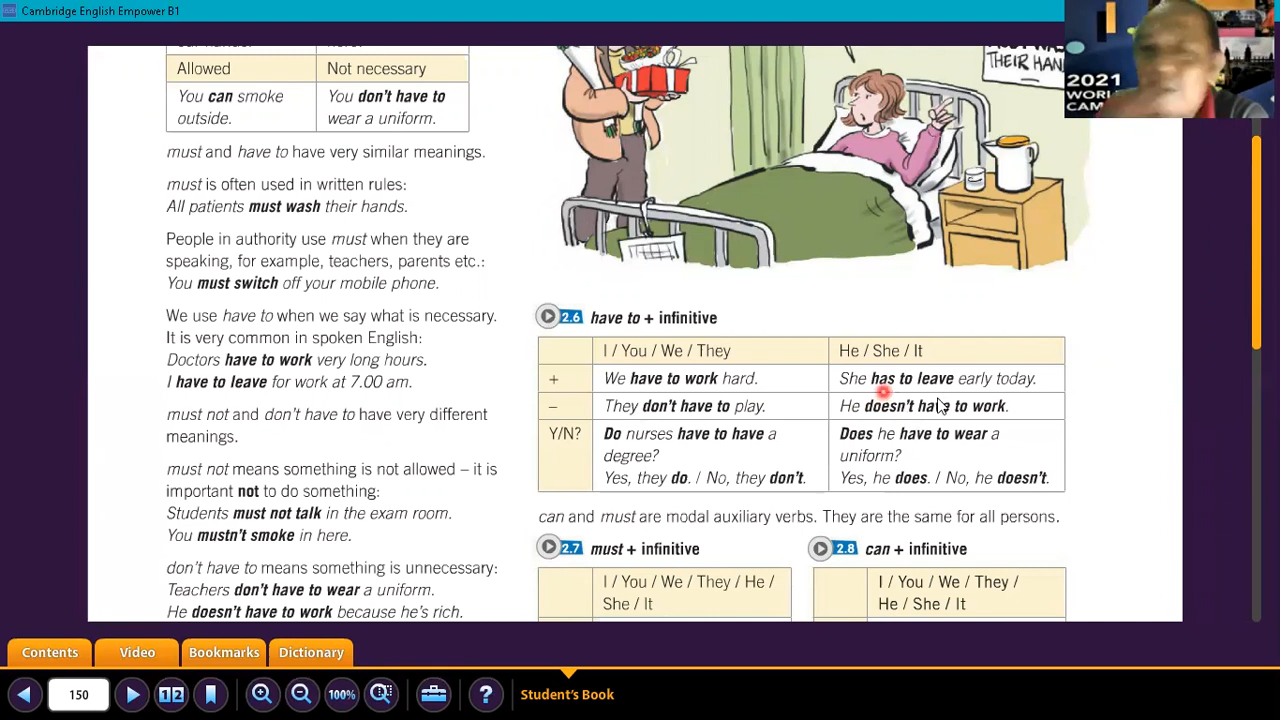 Cambridge English Empower B1
Allowed
Not necessary
You can smoke
outside.
You don't have to
wear a uniform.
must and have to have very similar meanings.
must is often used in written rules:
All patients must wash their hands.
People in authority use must when they are
speaking, for example, teachers, parents etc.:
You must switch off your mobile phone.
We use have to when we say what is necessary.
It is very common in spoken English:
Doctors have to work very long hours.
I have to leave for work at 7.00 am.
must not and don't have to have very different
meanings.
must not means something is not allowed – it is
important not to do something:
Students must not talk in the exam room.
You mustn't smoke in here.
don't have to means something is unnecessary:
Teachers don't have to wear a uniform.
He doesn't have to work because he's rich.
THEIR HAN
2021
WORL
CAM
2.6 have to + infinitive
I / You / We / They
He / She / It
+
We have to work hard.
She has to leave early today.
–
They don't have to play.
He doesn't have to work.
Y/N?
Do nurses have to have a
degree?
Yes, they do. / No, they don't.
Does he have to wear a
uniform?
Yes, he does. / No, he doesn't.
can and must are modal auxiliary verbs. They are the same for all persons.
2.7 must + infinitive
I / You / We / They / He /
She / It
2.8 can + infinitive
I / You / We / They /
He / She / It
Contents
Video
Bookmarks
Dictionary
150
1 2
100%
?
Student's Book